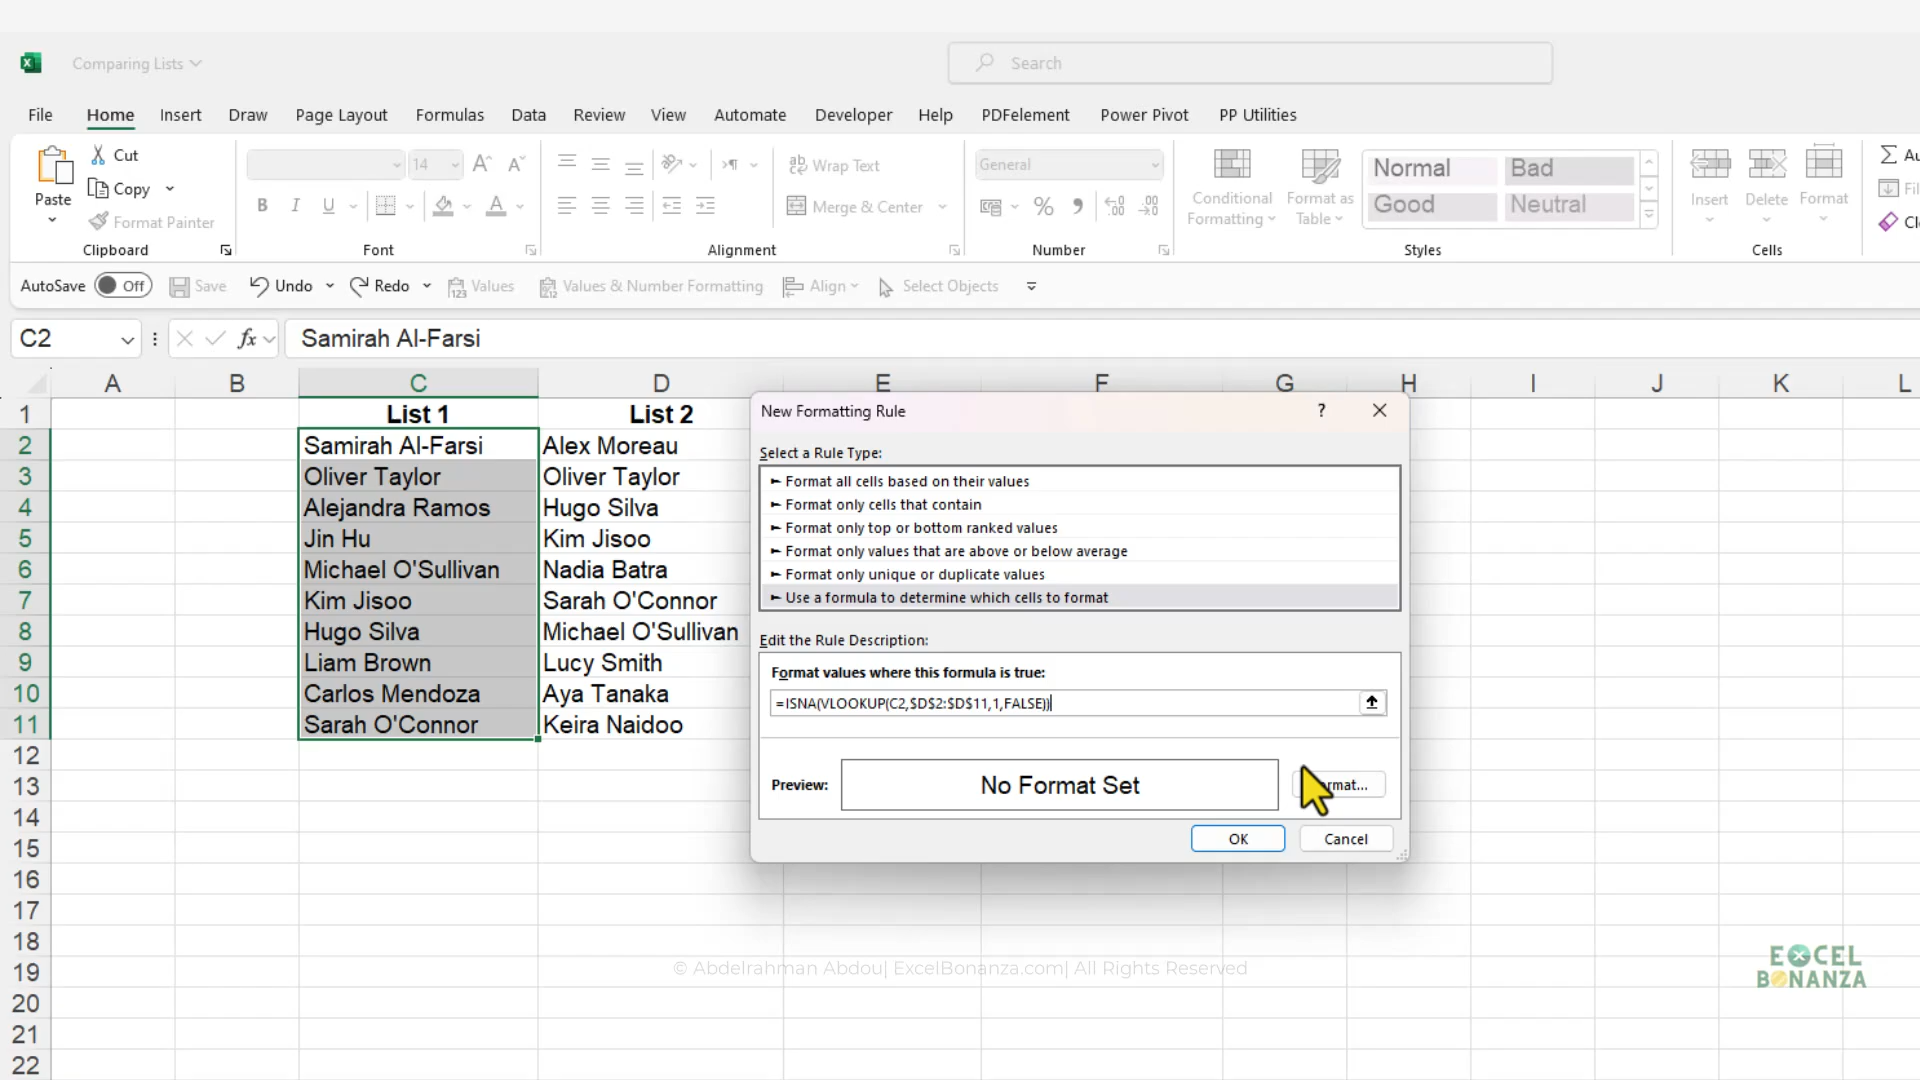 Comparing Lists
Search
File Home Insert Draw Page Layout Formulas Data Review View Automate Developer Help PDFelement Power Pivot PP Utilities
Paste
Cut
Copy
Format Painter
Clipboard
14
B I U
Font
Wrap Text
Merge & Center
Alignment
General
Number
Conditional
Formatting
Format as
Table
Normal Bad
Good Neutral
Styles
Insert Delete Format
Cells
AutoSave Off Save Undo Redo Values Values & Number Formatting Align Select Objects
C2 fx Samirah Al-Farsi
A B C D E F G H I J K L
1 List 1 List 2
2 Samirah Al-Farsi Alex Moreau
3 Oliver Taylor Oliver Taylor
4 Alejandra Ramos Hugo Silva
5 Jin Hu Kim Jisoo
6 Michael O'Sullivan Nadia Batra
7 Kim Jisoo Sarah O'Connor
8 Hugo Silva Michael O'Sullivan
9 Liam Brown Lucy Smith
10 Carlos Mendoza Aya Tanaka
11 Sarah O'Connor Keira Naidoo
12
13
14
15
16
17
18
19
20
21
22
New Formatting Rule ?
Select a Rule Type:
► Format all cells based on their values
► Format only cells that contain
► Format only top or bottom ranked values
► Format only values that are above or below average
► Format only unique or duplicate values
► Use a formula to determine which cells to format
Edit the Rule Description:
Format values where this formula is true:
=ISNA(VLOOKUP(C2,$D$2:$D$11,1,FALSE))
Preview: No Format Set
OK Cancel
© Abdelrahman Abdou| ExcelBonanza.com| All Rights Reserved
EXCEL
BONANZA